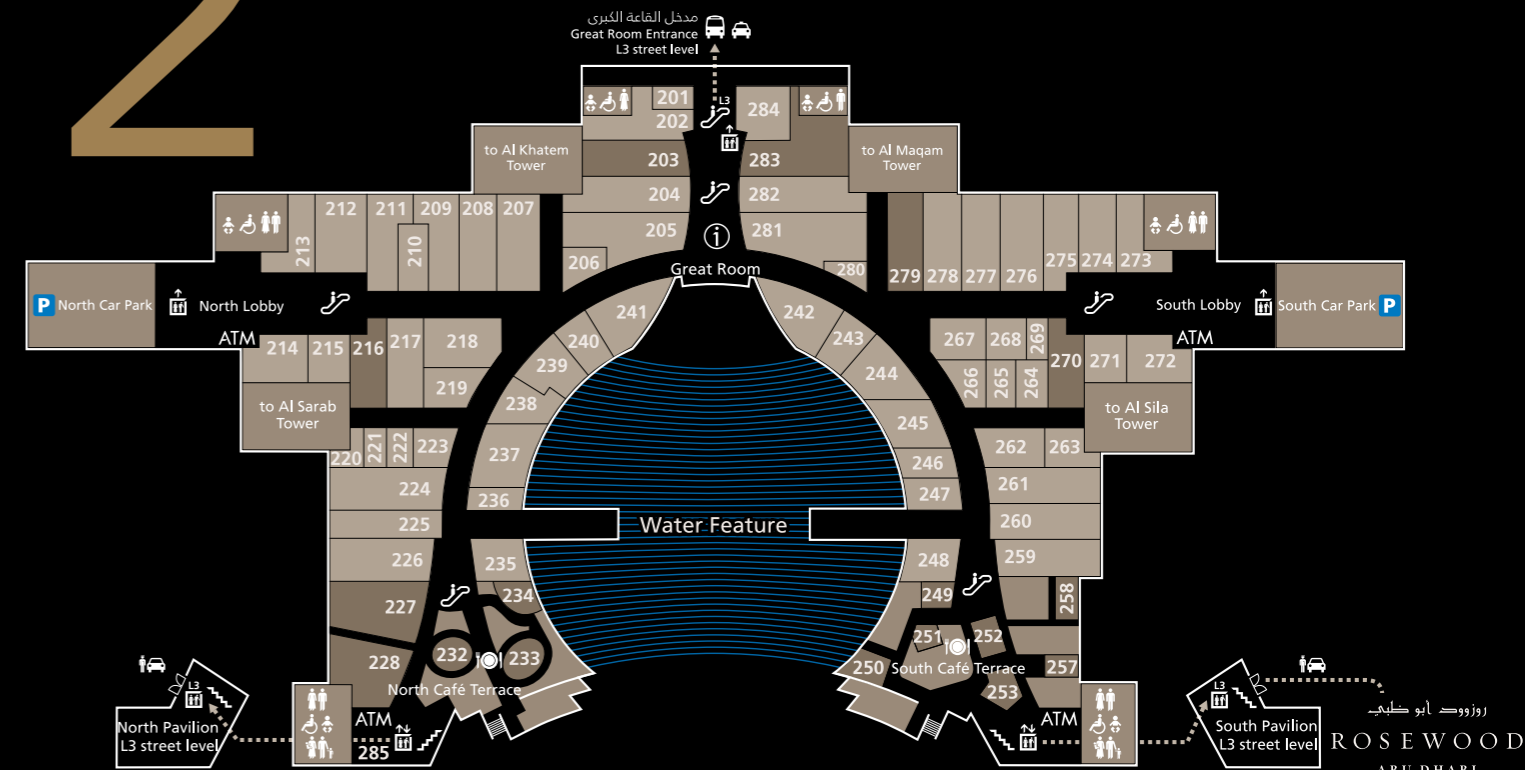 2
مدخل القاعة الكبرى
Great Room Entrance
L3 street level
L3
201
202
284
to Al Khatem
Tower
203
283
to Al Maqam
Tower
204
282
205
281
206
280
Great Room
213
212
211
210
209
208
207
279
278
277
276
275
274
273
P North Car Park
North Lobby
ATM
South Lobby
South Car Park P
ATM
241
242
240
243
239
244
238
245
237
246
236
247
214
215
216
217
218
219
267
268
269
270
271
272
266
265
264
to Al Sarab
Tower
to Al Sila
Tower
220
221
222
223
262
263
224
261
225
260
Water Feature
226
235
248
259
227
234
249
258
228
232
233
North Café Terrace
251
252
250
South Café Terrace
257
253
L3
North Pavilion
L3 street level
ATM
285
ATM
L3
South Pavilion
L3 street level
روزوود أبو ظبي
ROSEWOOD
ABU DHABI